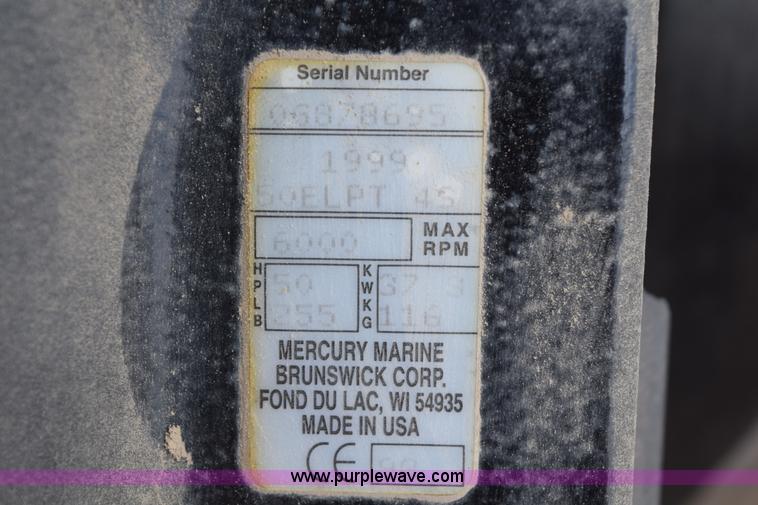 Serial Number
1999
50ELPT 4S
6000
MAX
RPM
HP 50 KW 37 3
LB 255 KG 116
MERCURY MARINE
BRUNSWICK CORP.
FOND DU LAC, WI 54935
MADE IN USA
CE
www.purplewave.com